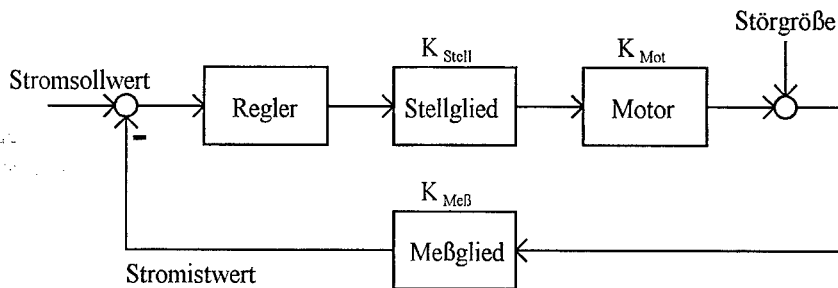 Störgröße
K Stell
K Mot
Stromsollwert
Regler
Stellglied
Motor
-
K Meß
Meßglied
Stromistwert